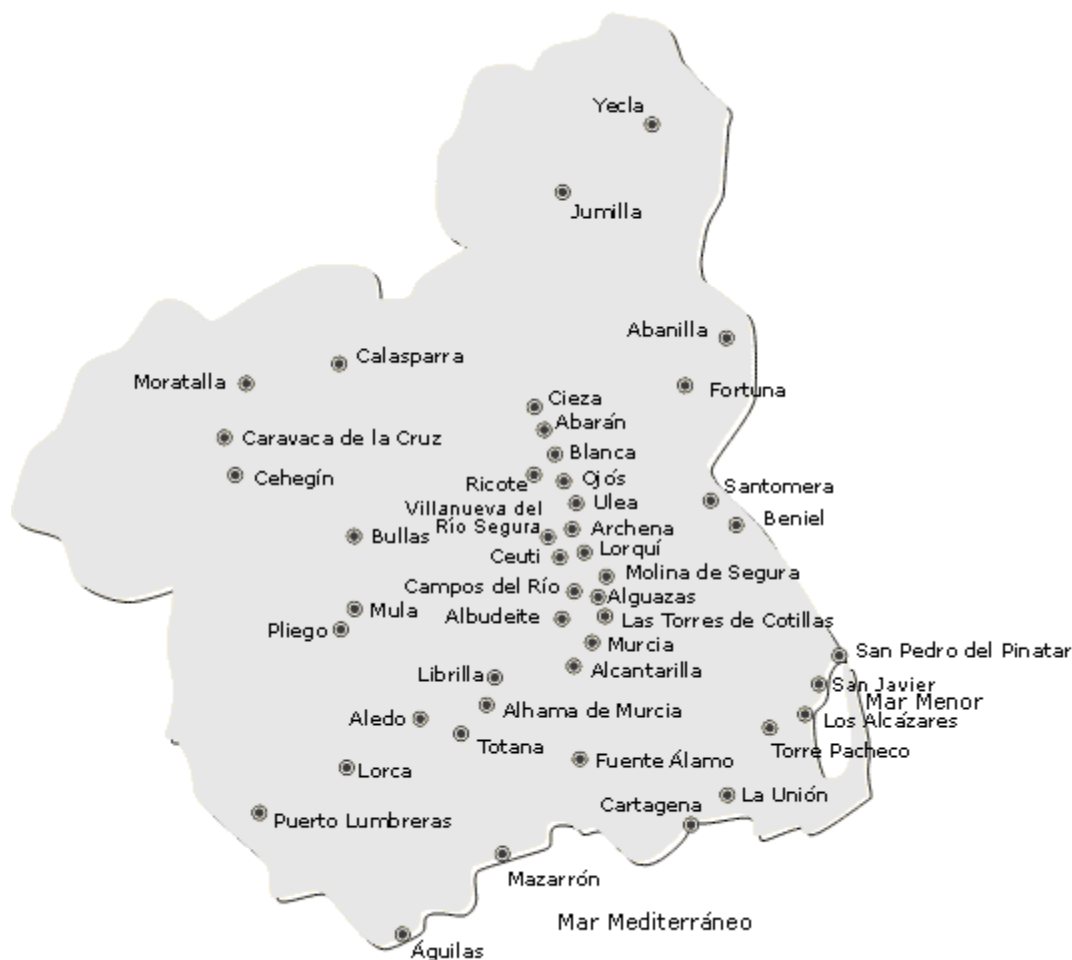 Yecla
Jumilla
Abanilla
Calasparra
Moratalla
Fortuna
Cieza
Abarán
Caravaca de la Cruz
Blanca
Cehegín
Ricote
Ojós
Santomera
Villanueva del
Río Segura
Ulea
Beniel
Archena
Bullas
Lorquí
Ceuti
Molina de Segura
Campos del Río
Alguazas
Mula
Albudeite
Las Torres de Cotillas
Pliego
Murcia
San Pedro del Pinatar
Alcantarilla
Librilla
San Javier
Mar Menor
Alhama de Murcia
Aledo
Los Alcázares
Totana
Torre Pacheco
Fuente Álamo
Lorca
La Unión
Cartagena
Puerto Lumbreras
Mazarrón
Mar Mediterráneo
Águilas